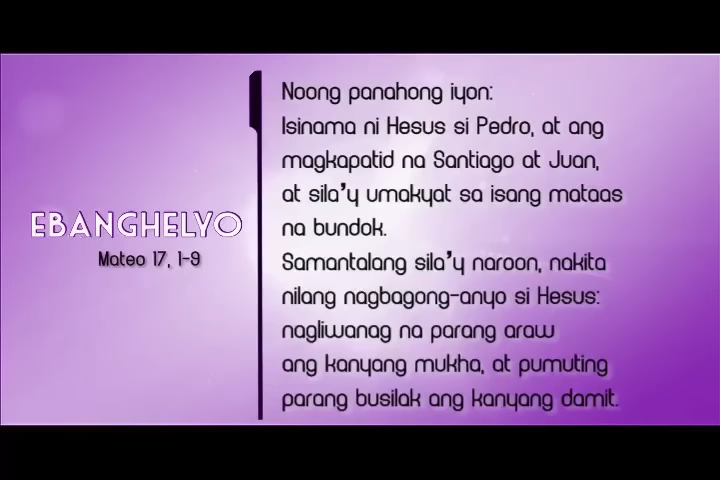 EBANGHELYO
Mateo 17, 1-9
Noong panahong iyon:
Isinama ni Hesus si Pedro, at ang
magkapatid na Santiago at Juan,
at sila'y umakyat sa isang mataas
na bundok.
Samantalang sila'y naroon, nakita
nilang nagbagong-anyo si Hesus:
nagliwanag na parang araw
ang kanyang mukha, at pumuting
parang busilak ang kanyang damit.